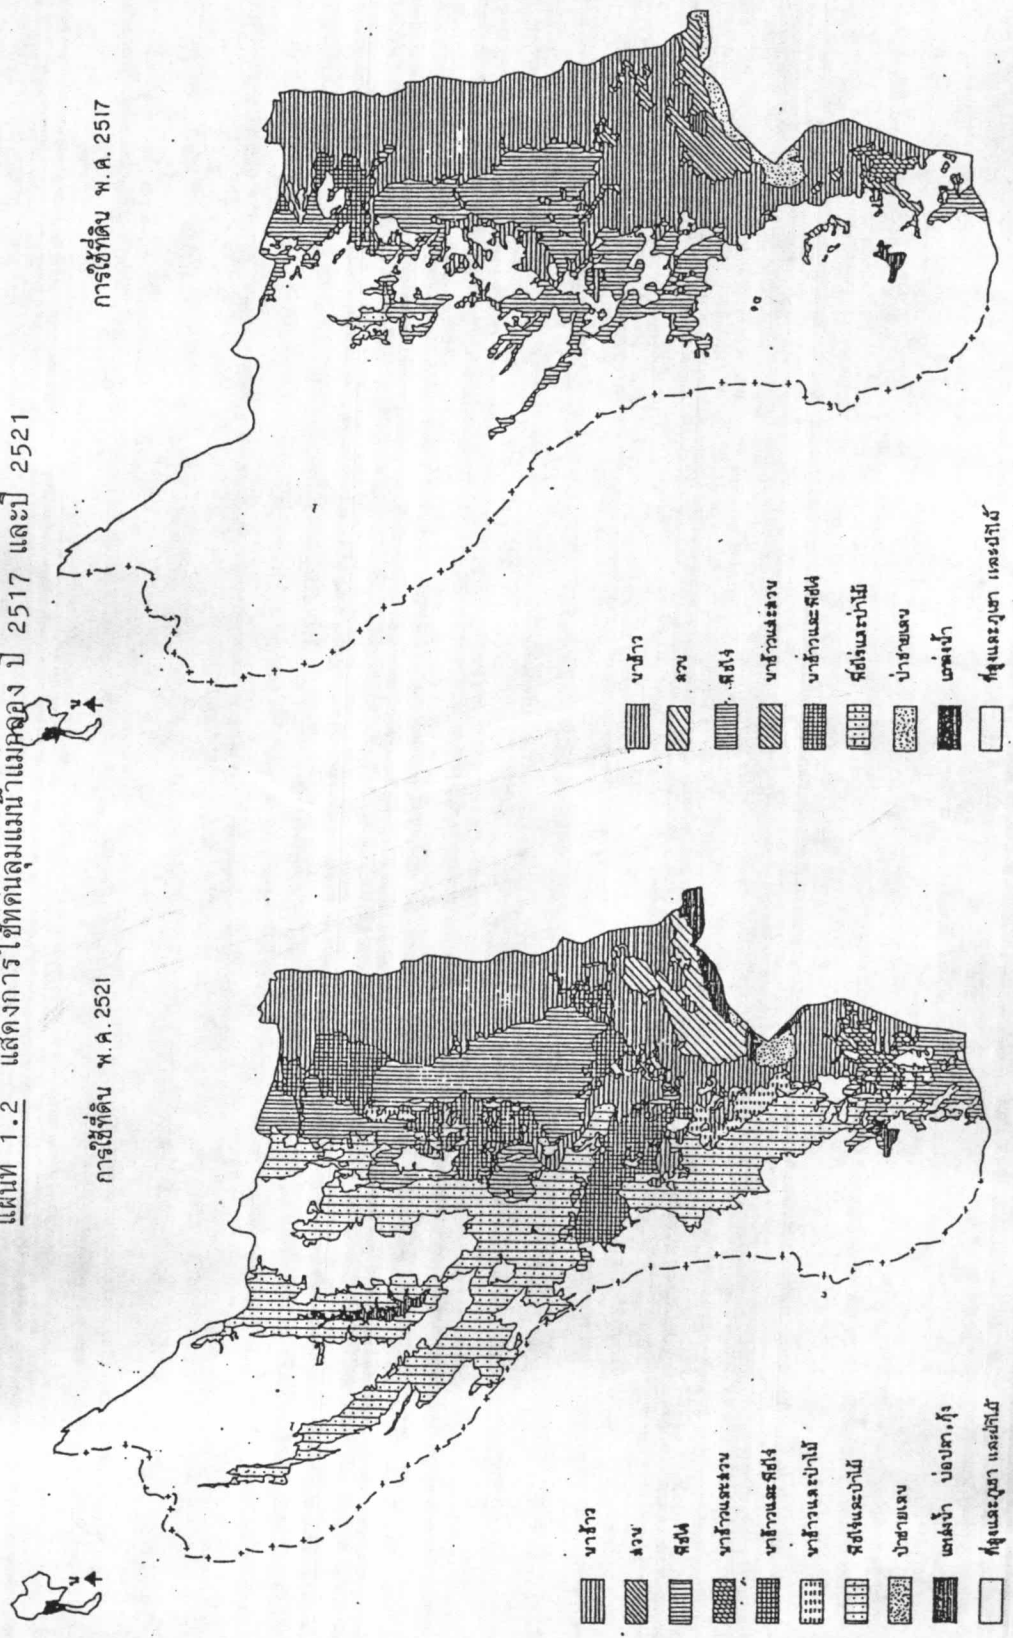 แผนที่ 1.2 แสดงการใช้ที่ดินลุ่มแม่น้ำแม่กลอง ปี 2517 และปี 2521
การใช้ที่ดิน พ.ศ. 2521
น
นาข้าว
สวน
พืชไร่
นาข้าวและสวน
นาข้าวและพืชไร่
นาข้าวและป่าไม้
พืชไร่และป่าไม้
ป่าชายเลน
แหล่งน้ำ บ่อปลา,กุ้ง
ที่สูงและภูเขา และป่าไม้
การใช้ที่ดิน พ.ศ. 2517
น
นาข้าว
สวน
พืชไร่
นาข้าวและสวน
นาข้าวและพืชไร่
พืชไร่และป่าไม้
ป่าชายเลน
แหล่งน้ำ
ที่สูงและภูเขา และป่าไม้